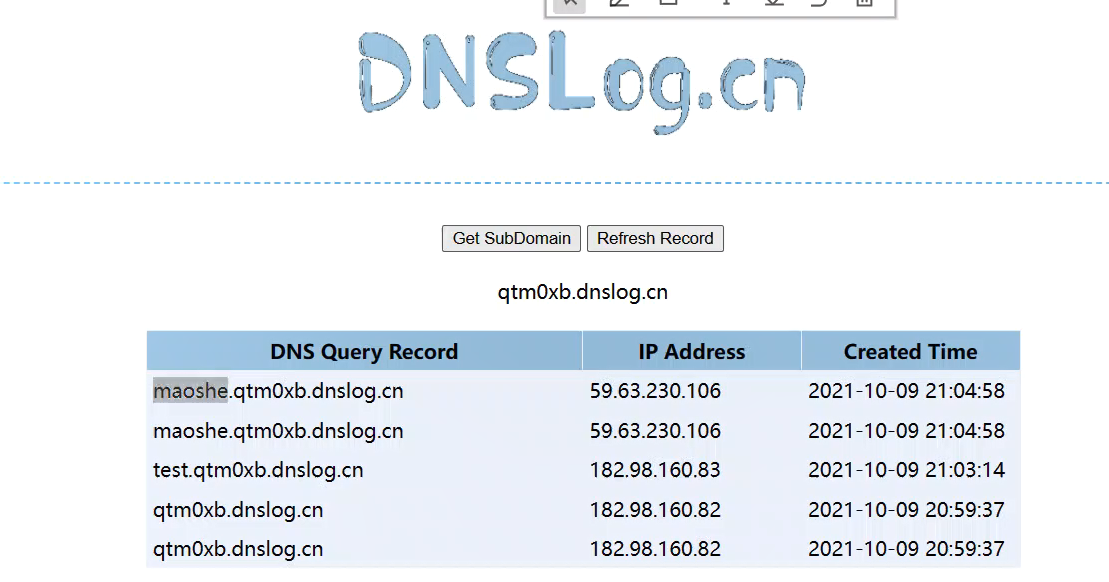 DNSLog.cn
Get SubDomain Refresh Record
qtm0xb.dnslog.cn
DNS Query Record IP Address Created Time
maoshe.qtm0xb.dnslog.cn 59.63.230.106 2021-10-09 21:04:58
maoshe.qtm0xb.dnslog.cn 59.63.230.106 2021-10-09 21:04:58
test.qtm0xb.dnslog.cn 182.98.160.83 2021-10-09 21:03:14
qtm0xb.dnslog.cn 182.98.160.82 2021-10-09 20:59:37
qtm0xb.dnslog.cn 182.98.160.82 2021-10-09 20:59:37